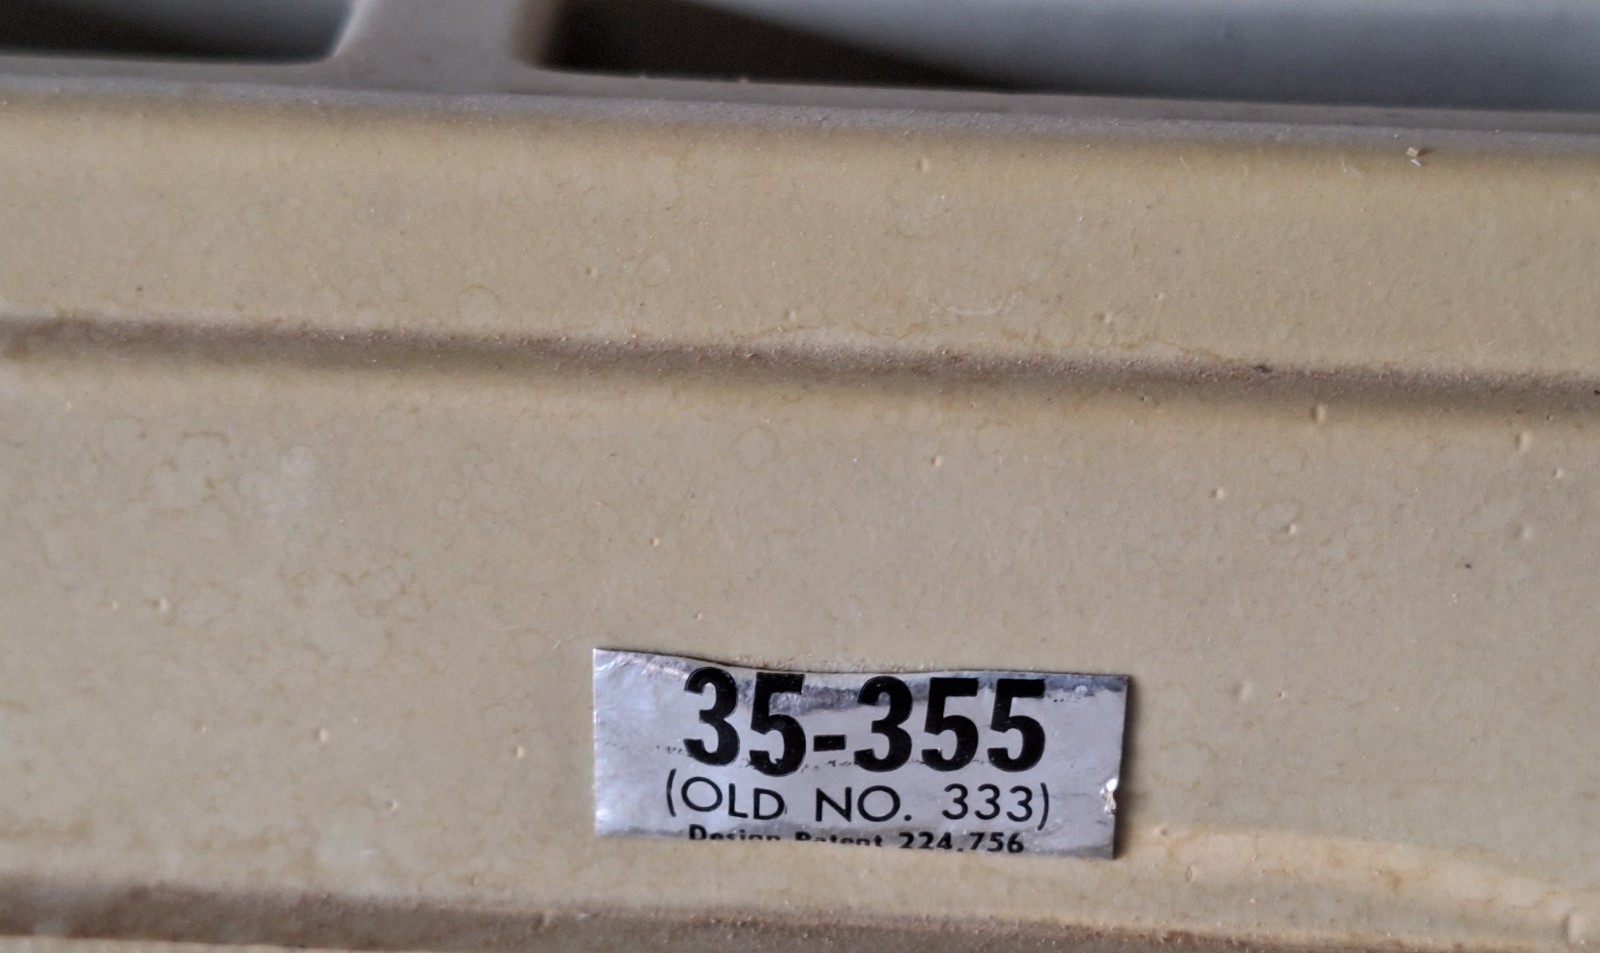 35-355
(OLD NO. 333)
Design Patent 224,756